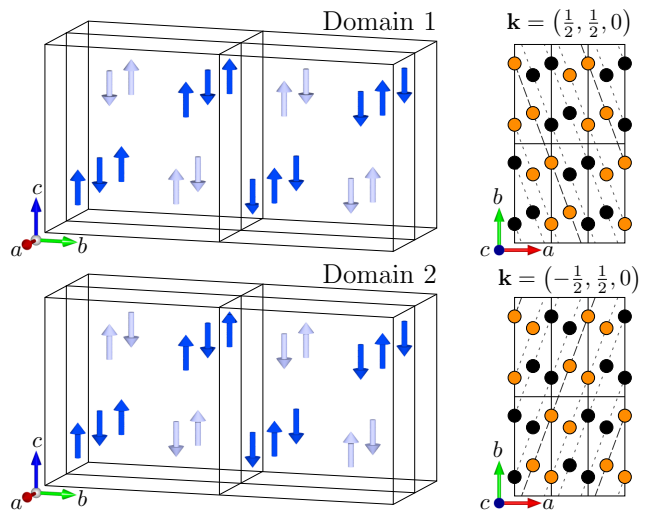 Domain 1
k = (1/2, 1/2, 0)
c
a
b
b
c
a
Domain 2
k = (−1/2, 1/2, 0)
c
a
b
b
c
a